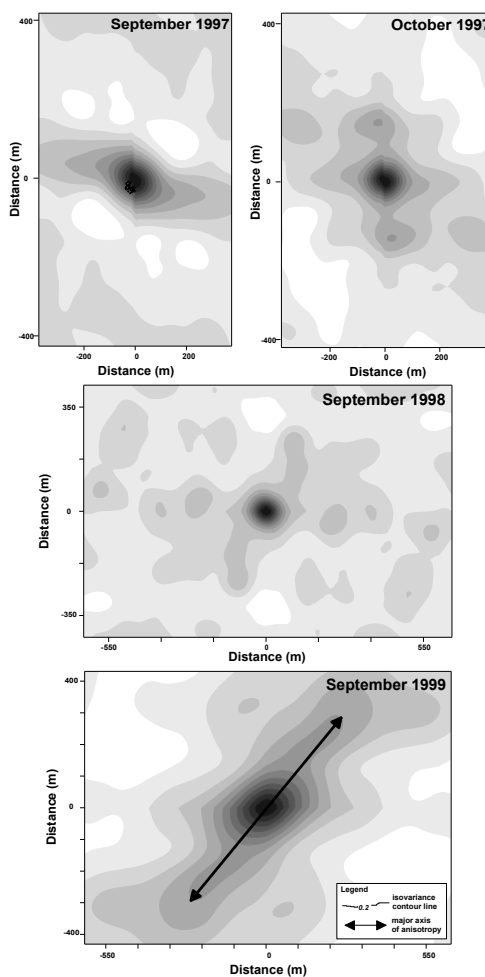 September 1997
400
0
-400
Distance (m)
-200
0
200
Distance (m)
October 1997
400
0
-400
Distance (m)
-200
0
200
Distance (m)
September 1998
350
0
-350
Distance (m)
-550
0
550
Distance (m)
September 1999
400
0
-400
Distance (m)
-550
0
550
Distance (m)
Legend
0.2
isovariance
contour line
major axis
of anisotropy